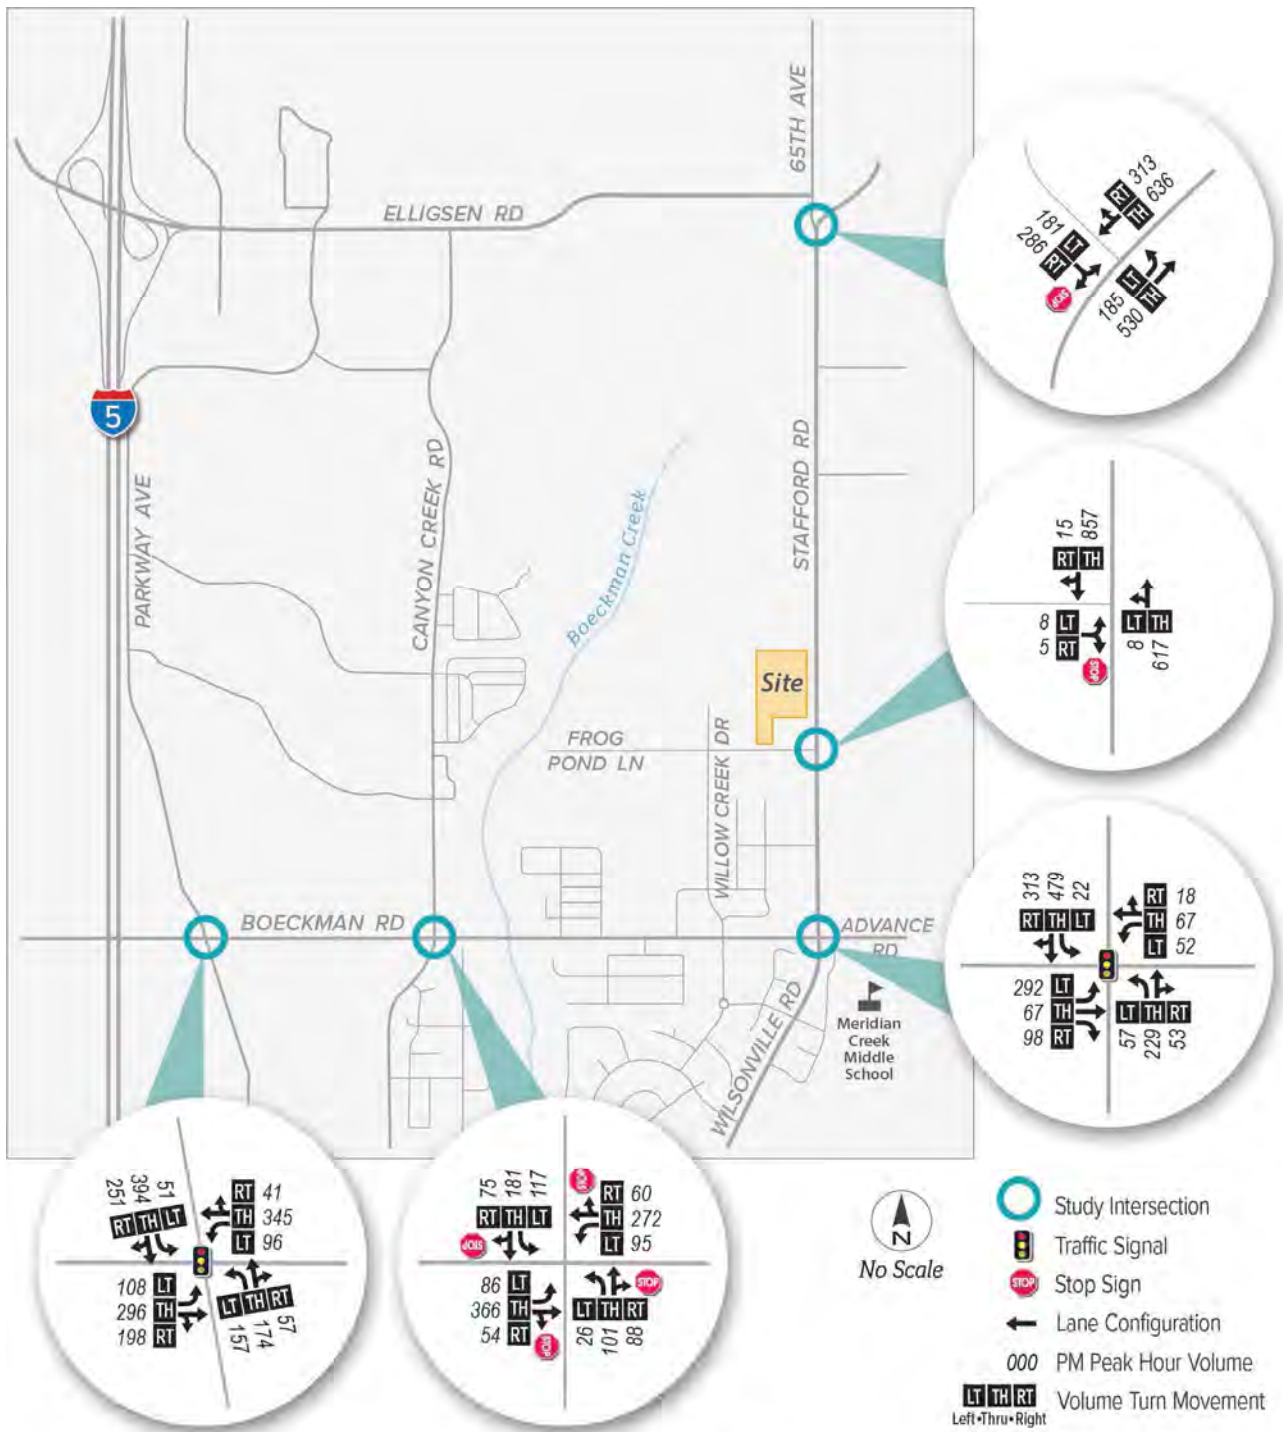 65TH AVE
ELLIGSEN RD
5
PARKWAY AVE
CANYON CREEK RD
Boeckman Creek
STAFFORD RD
Site
FROG
POND LN
WILLOW CREEK DR
BOECKMAN RD
ADVANCE
RD
WILSONVILLE RD
Meridian
Creek
Middle
School
RT 313
TH 636
181 LT
286 RT
STOP
LT 185
TH 530
15 857
RT TH
8 LT
5 RT
STOP
LT TH
8 617
313 479 22
RT TH LT
RT 18
TH 67
LT 52
292 LT
67 TH
98 RT
LT TH RT
57 229 53
251 394 51
RT TH LT
RT 41
TH 345
LT 96
108 LT
296 TH
198 RT
LT TH RT
157 174 57
75 181 117
RT TH LT
STOP
STOP
RT 60
TH 272
LT 95
86 LT
366 TH
54 RT
STOP
STOP
LT TH RT
26 101 88
N
No Scale
Study Intersection
Traffic Signal
STOP Stop Sign
Lane Configuration
000 PM Peak Hour Volume
LT TH RT Volume Turn Movement
Left•Thru•Right